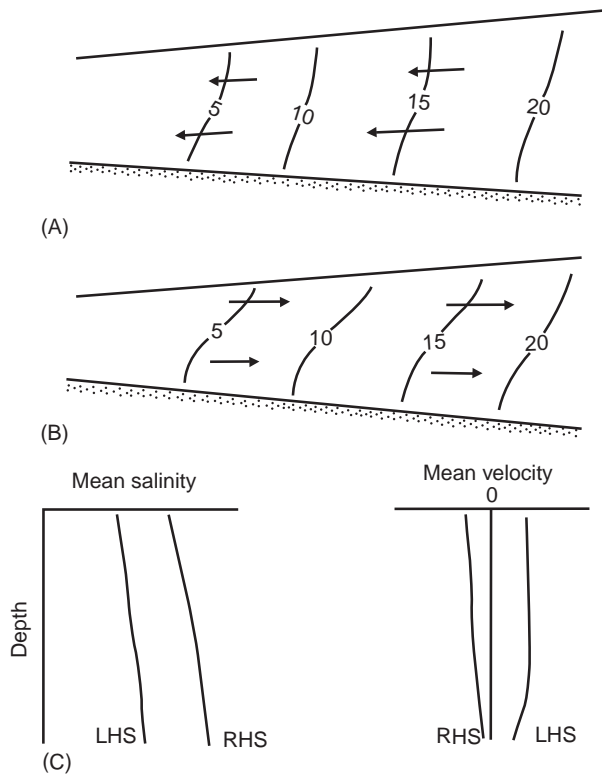 5
10
15
20
(A)
5
10
15
20
(B)
Mean salinity
Mean velocity
0
Depth
LHS
RHS
RHS
LHS
(C)